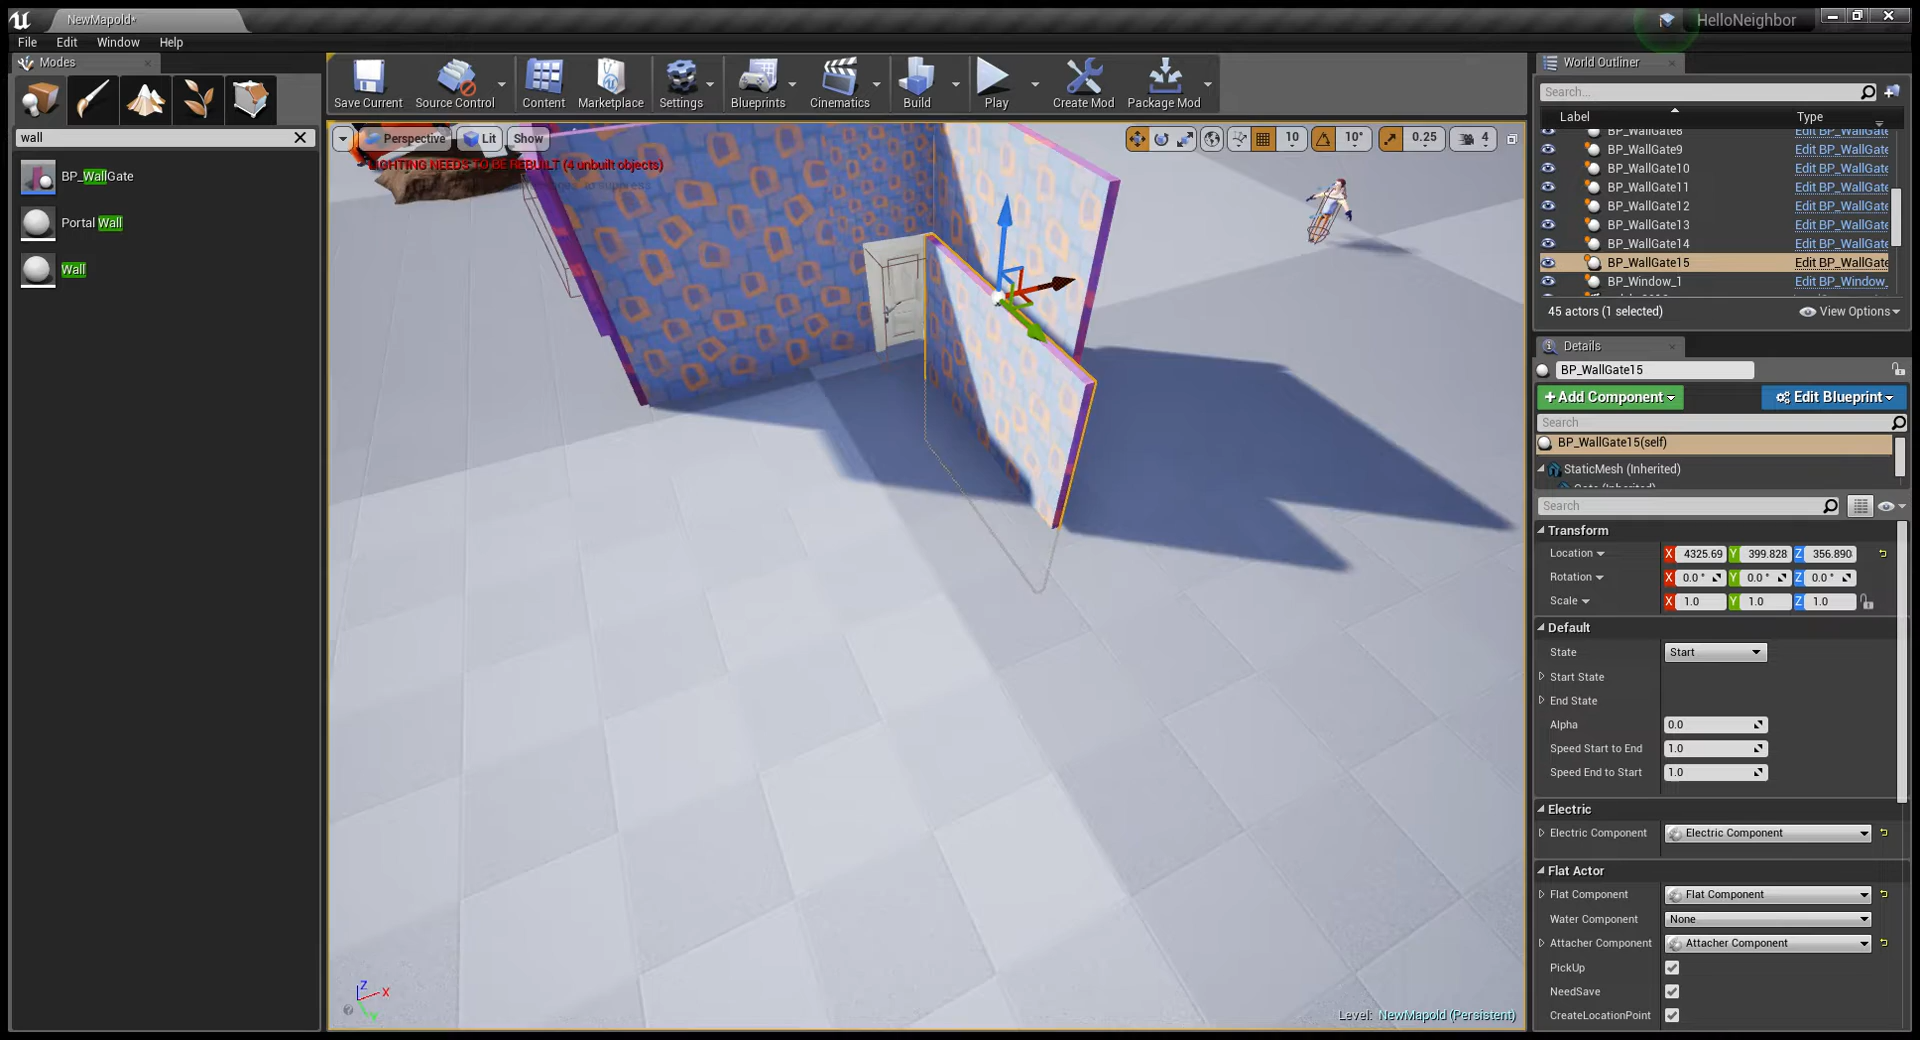 NewMapold*
HelloNeighbor
File Edit Window Help
Modes
wall
BP_WallGate
Portal Wall
Wall
Save Current
Source Control
Content
Marketplace
Settings
Blueprints
Cinematics
Build
Play
Create Mod
Package Mod
Perspective
Lit
Show
10
10°
0.25
4
LIGHTING NEEDS TO BE REBUILT (4 unbuilt objects)
World Outliner
Search...
Label Type
BP_WallGate8 Edit BP_WallGate
BP_WallGate9 Edit BP_WallGate
BP_WallGate10 Edit BP_WallGate
BP_WallGate11 Edit BP_WallGate
BP_WallGate12 Edit BP_WallGate
BP_WallGate13 Edit BP_WallGate
BP_WallGate14 Edit BP_WallGate
BP_WallGate15 Edit BP_WallGate
BP_Window_1 Edit BP_Window_
45 actors (1 selected) View Options
Details
BP_WallGate15
+Add Component Edit Blueprint
Search
BP_WallGate15(self)
StaticMesh (Inherited)
Search
Transform
Location X 4325.69 Y 399.828 Z 356.890
Rotation X 0.0 ° Y 0.0 ° Z 0.0 °
Scale X 1.0 Y 1.0 Z 1.0
Default
State Start
Start State
End State
Alpha 0.0
Speed Start to End 1.0
Speed End to Start 1.0
Electric
Electric Component Electric Component
Flat Actor
Flat Component Flat Component
Water Component None
Attacher Component Attacher Component
PickUp
NeedSave
CreateLocationPoint
Z
X
Y
Level: NewMapold (Persistent)